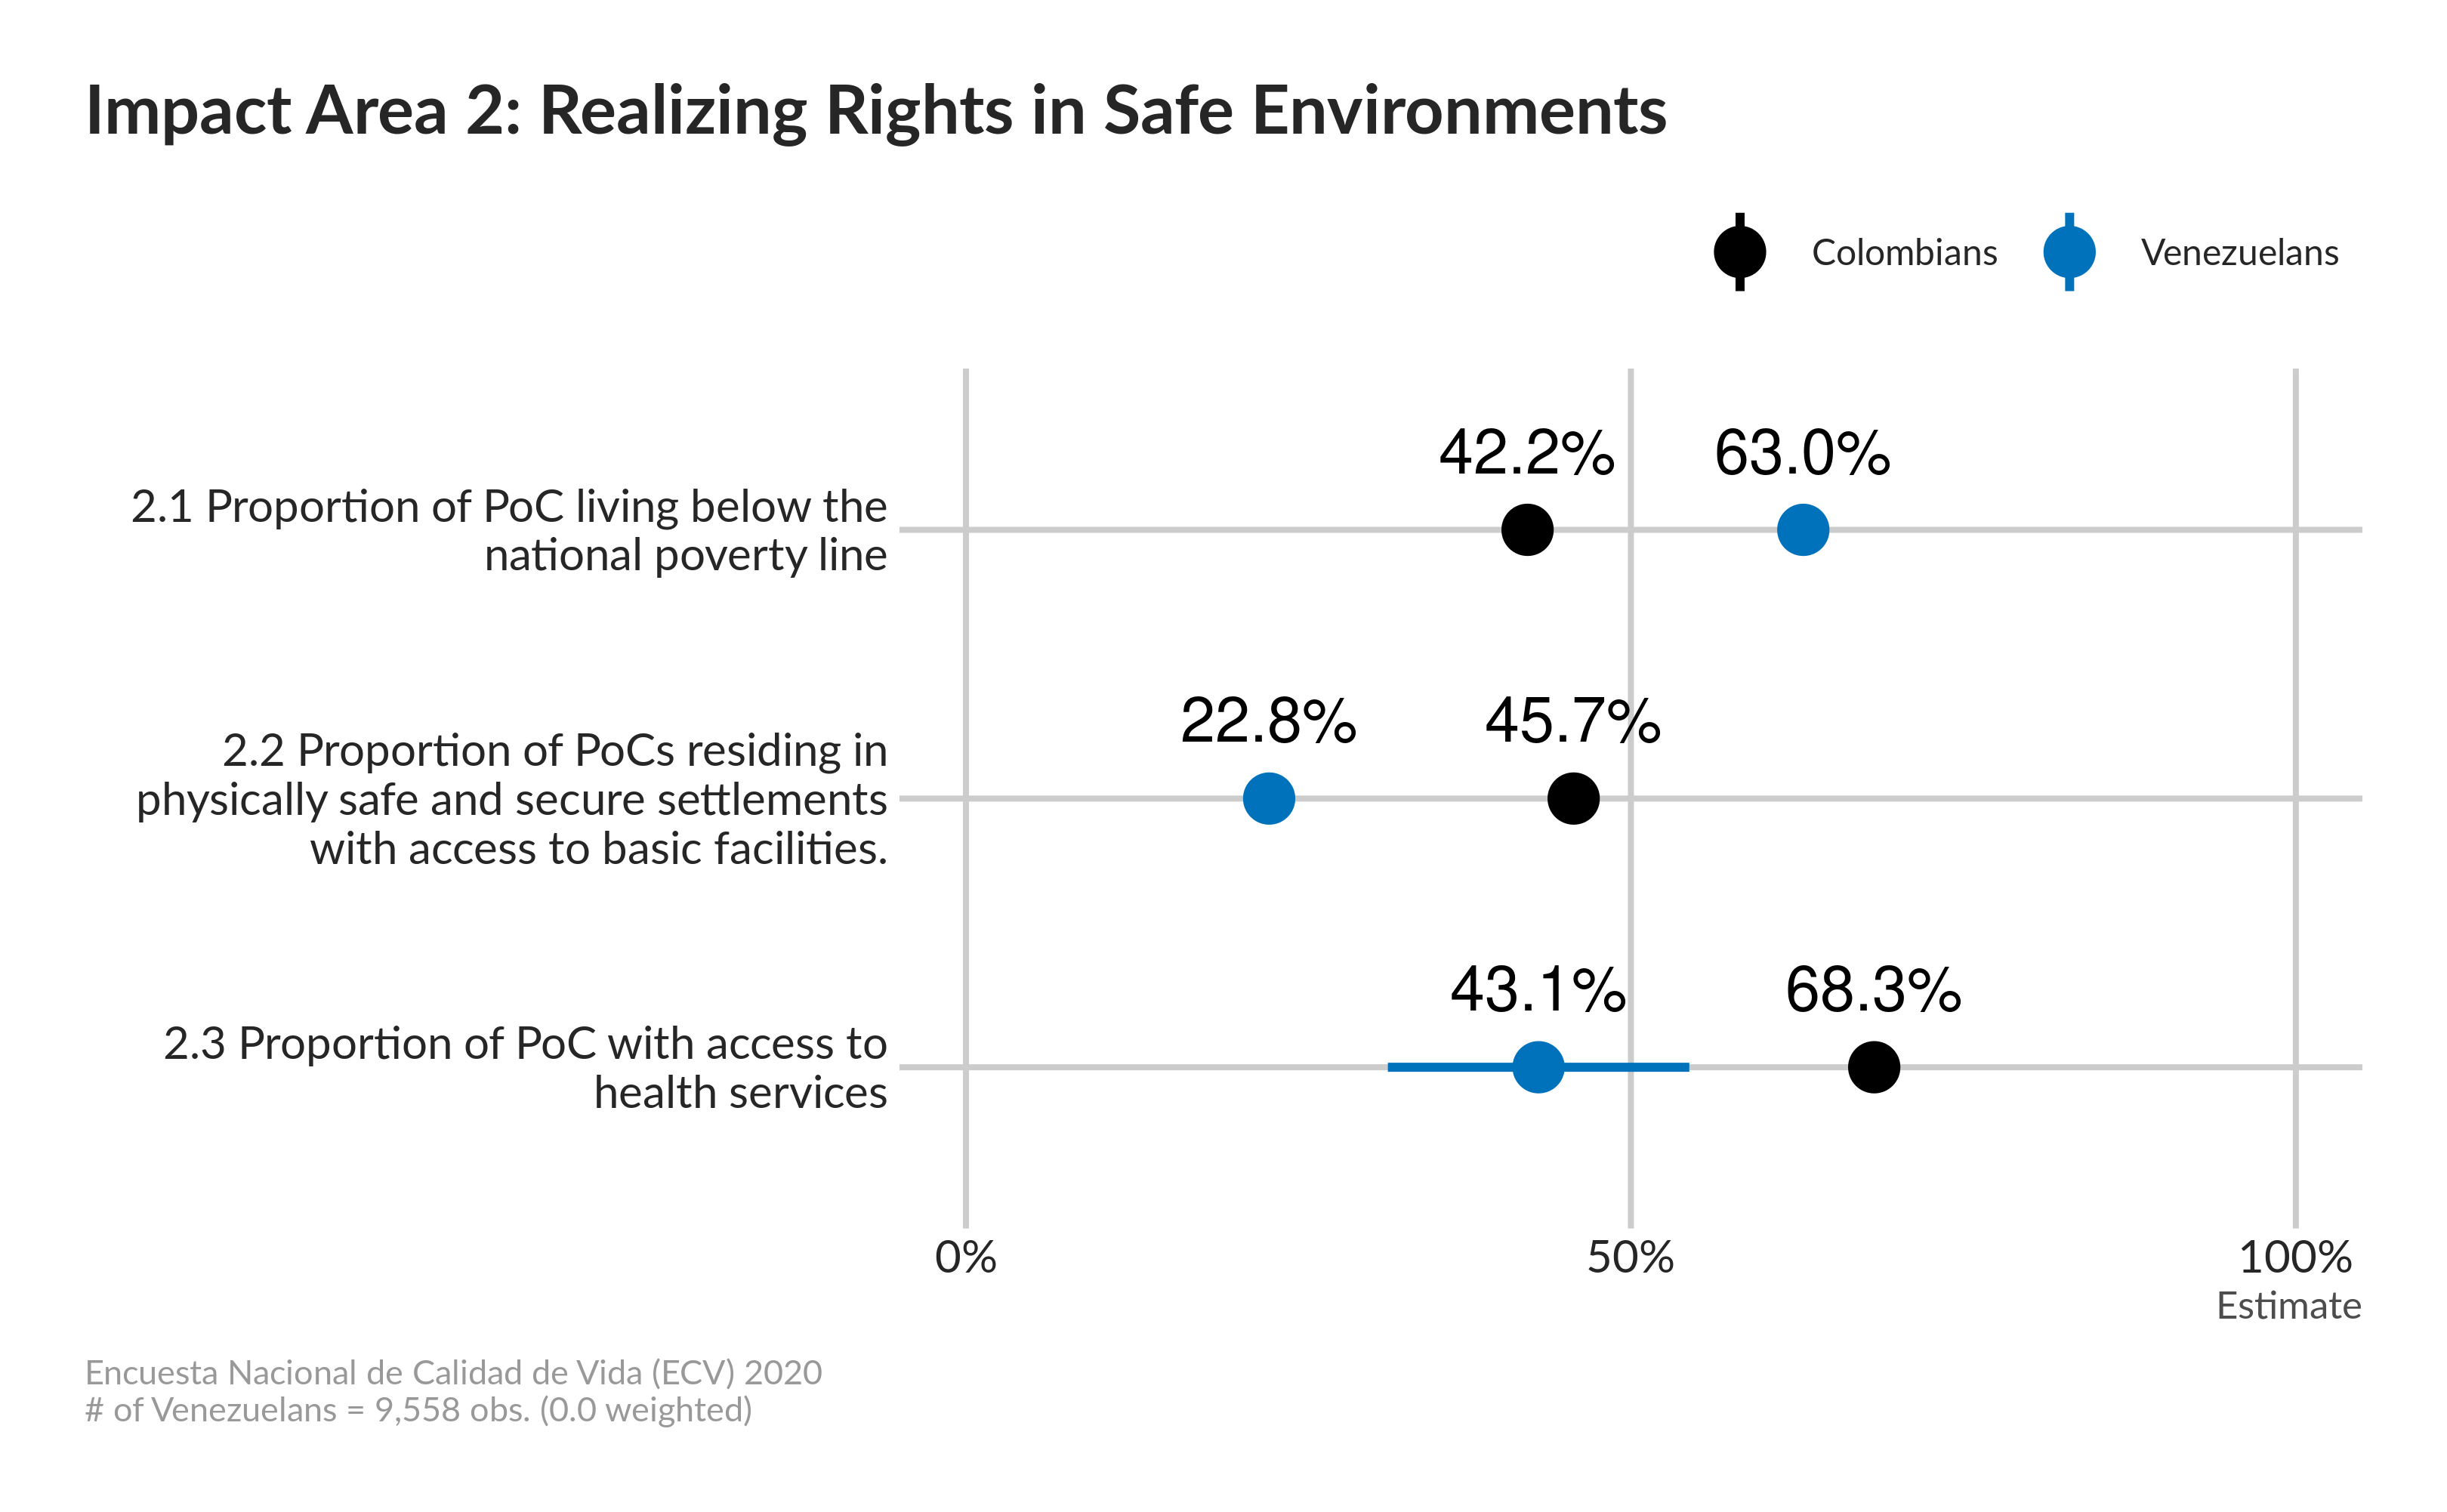 Impact Area 2: Realizing Rights in Safe Environments
Colombians
Venezuelans
42.2%
63.0%
2.1 Proportion of PoC living below the
national poverty line
22.8%
45.7%
2.2 Proportion of PoCs residing in
physically safe and secure settlements
with access to basic facilities.
43.1%
68.3%
2.3 Proportion of PoC with access to
health services
0%
50%
100%
Estimate
Encuesta Nacional de Calidad de Vida (ECV) 2020
# of Venezuelans = 9,558 obs. (0.0 weighted)